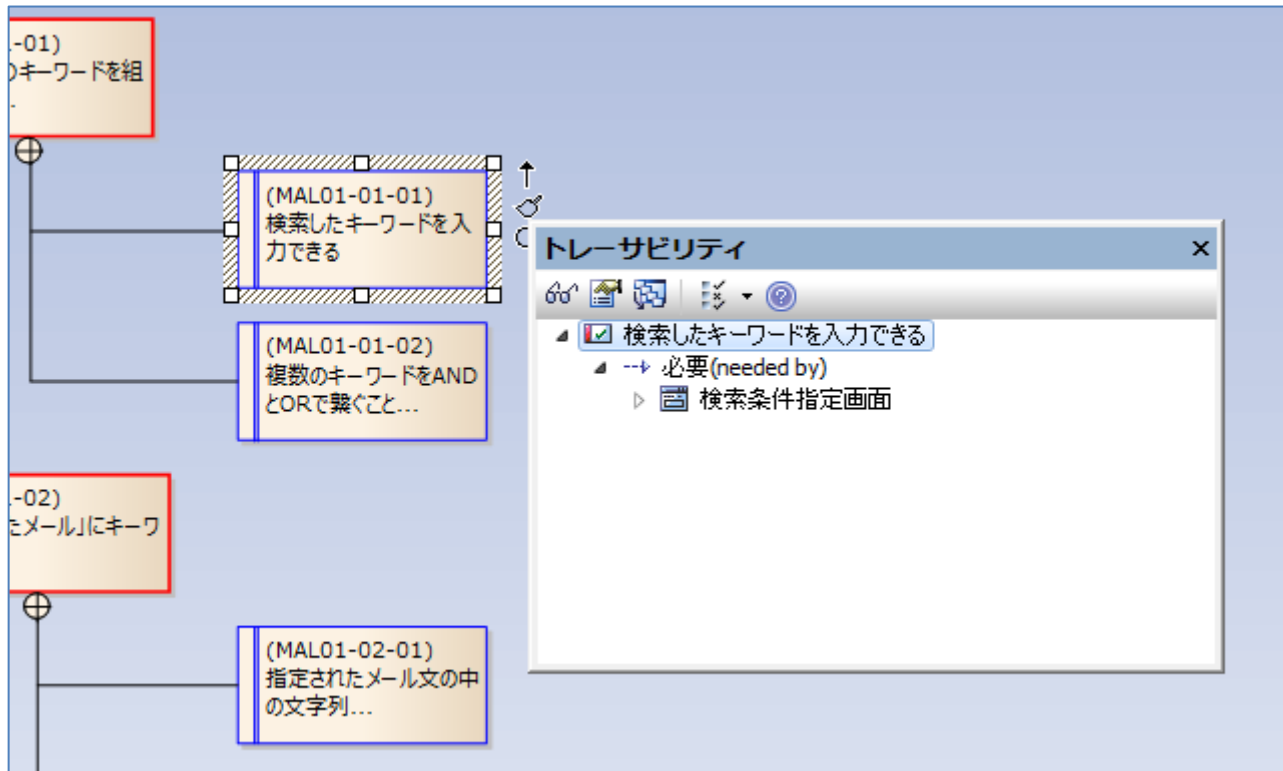 -01)
のキーワードを組
(MAL01-01-01)
検索したキーワードを入
力できる
(MAL01-01-02)
複数のキーワードをAND
とORで繋ぐこと...
-02)
たメール」にキーワ
(MAL01-02-01)
指定されたメール文の中
の文字列...
トレーサビリティ
検索したキーワードを入力できる
必要(needed by)
検索条件指定画面